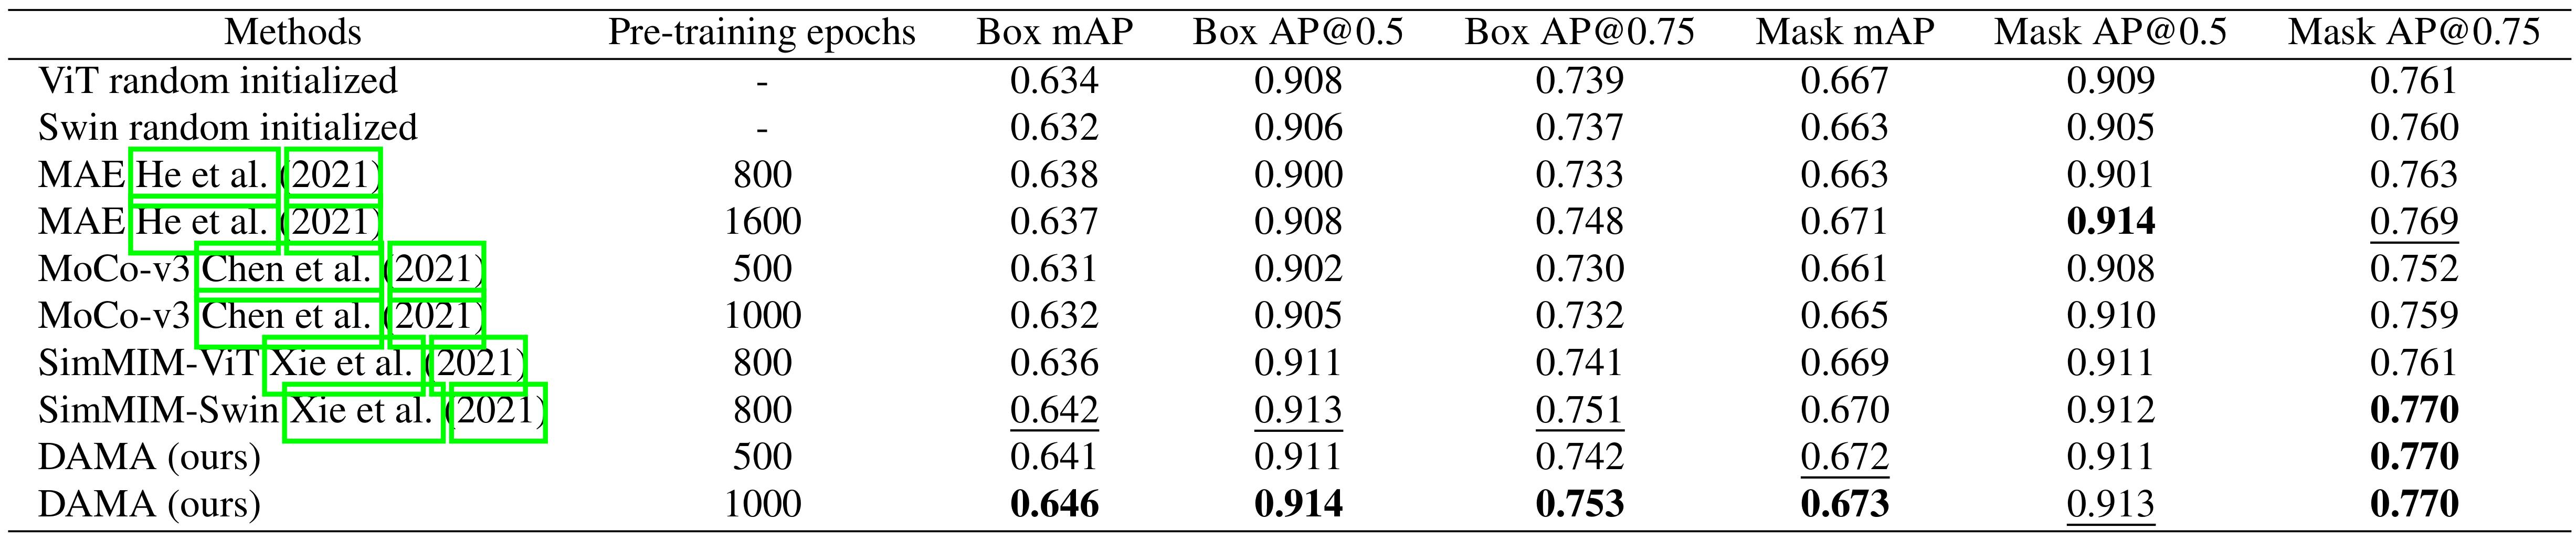 Methods Pre-training epochs Box mAP Box AP@0.5 Box AP@0.75 Mask mAP Mask AP@0.5 Mask AP@0.75
ViT random initialized - 0.634 0.908 0.739 0.667 0.909 0.761
Swin random initialized - 0.632 0.906 0.737 0.663 0.905 0.760
MAE He et al. (2021) 800 0.638 0.900 0.733 0.663 0.901 0.763
MAE He et al. (2021) 1600 0.637 0.908 0.748 0.671 0.914 0.769
MoCo-v3 Chen et al. (2021) 500 0.631 0.902 0.730 0.661 0.908 0.752
MoCo-v3 Chen et al. (2021) 1000 0.632 0.905 0.732 0.665 0.910 0.759
SimMIM-ViT Xie et al. (2021) 800 0.636 0.911 0.741 0.669 0.911 0.761
SimMIM-Swin Xie et al. (2021) 800 0.642 0.913 0.751 0.670 0.912 0.770
DAMA (ours) 500 0.641 0.911 0.742 0.672 0.911 0.770
DAMA (ours) 1000 0.646 0.914 0.753 0.673 0.913 0.770